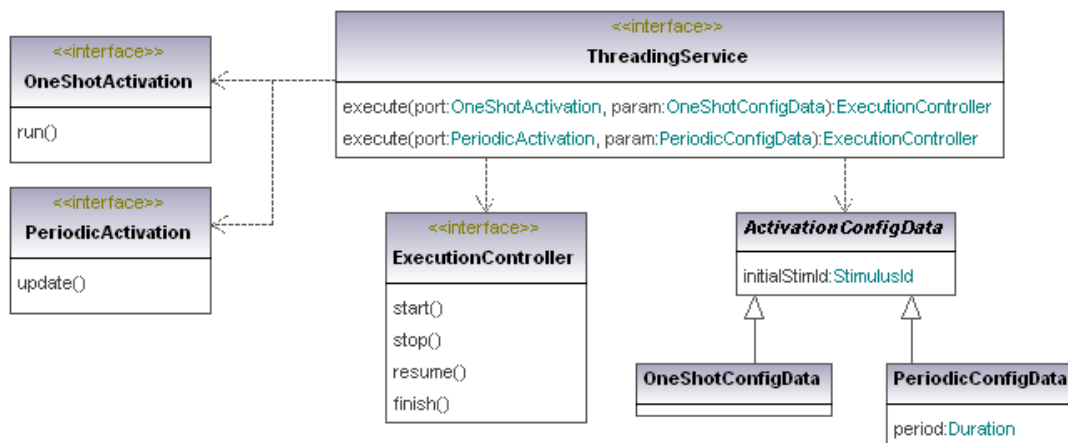 <<interface>>
OneShotActivation
run()
<<interface>>
PeriodicActivation
update()
<<interface>>
ThreadingService
execute(port:OneShotActivation, param:OneShotConfigData):ExecutionController
execute(port:PeriodicActivation, param:PeriodicConfigData):ExecutionController
<<interface>>
ExecutionController
start()
stop()
resume()
finish()
ActivationConfigData
initialStimId:StimulusId
OneShotConfigData
PeriodicConfigData
period:Duration